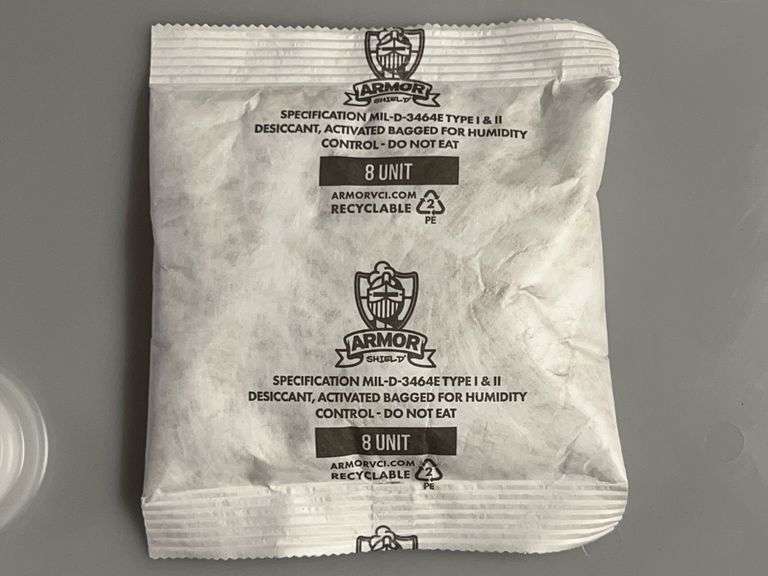 ARMOR
SHIELD
SPECIFICATION MIL-D-3464E TYPE I & II
DESICCANT, ACTIVATED BAGGED FOR HUMIDITY
CONTROL - DO NOT EAT
8 UNIT
ARMORVCI.COM
RECYCLABLE 2
PE
ARMOR
SHIELD
SPECIFICATION MIL-D-3464E TYPE I & II
DESICCANT, ACTIVATED BAGGED FOR HUMIDITY
CONTROL - DO NOT EAT
8 UNIT
ARMORVCI.COM
RECYCLABLE 2
PE